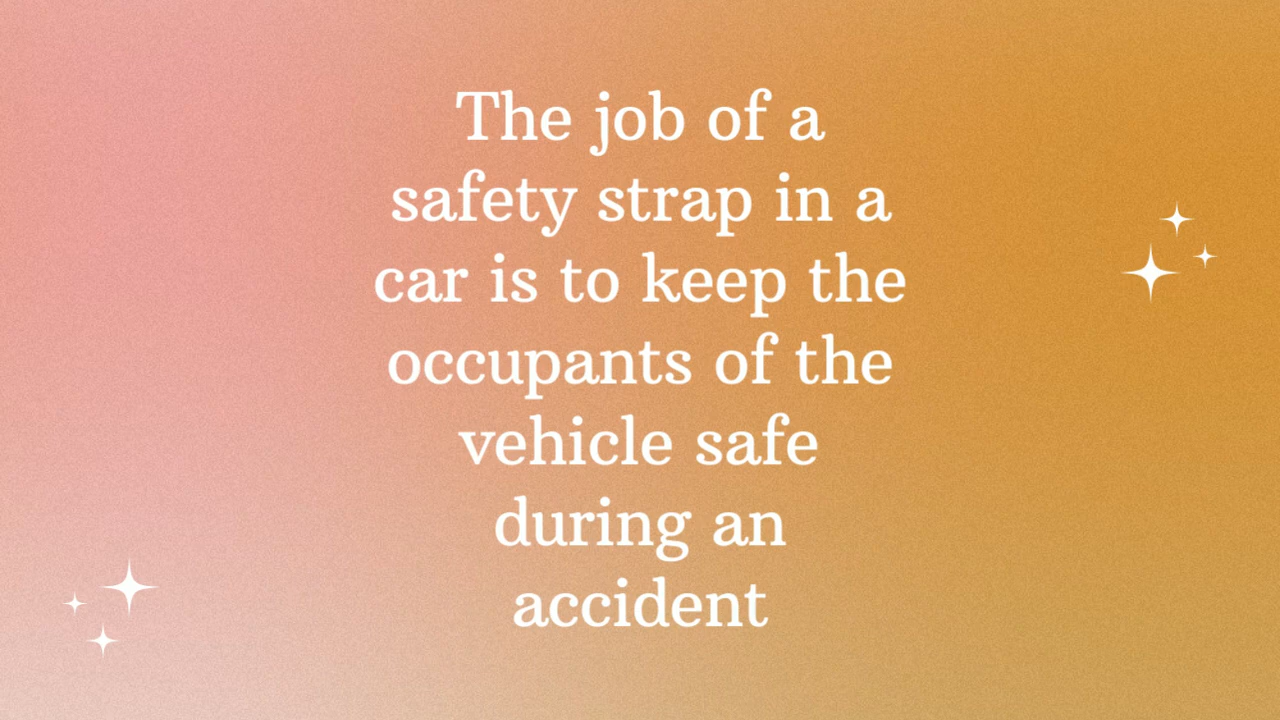 The job of a
safety strap in a
car is to keep the
occupants of the
vehicle safe
during an
accident